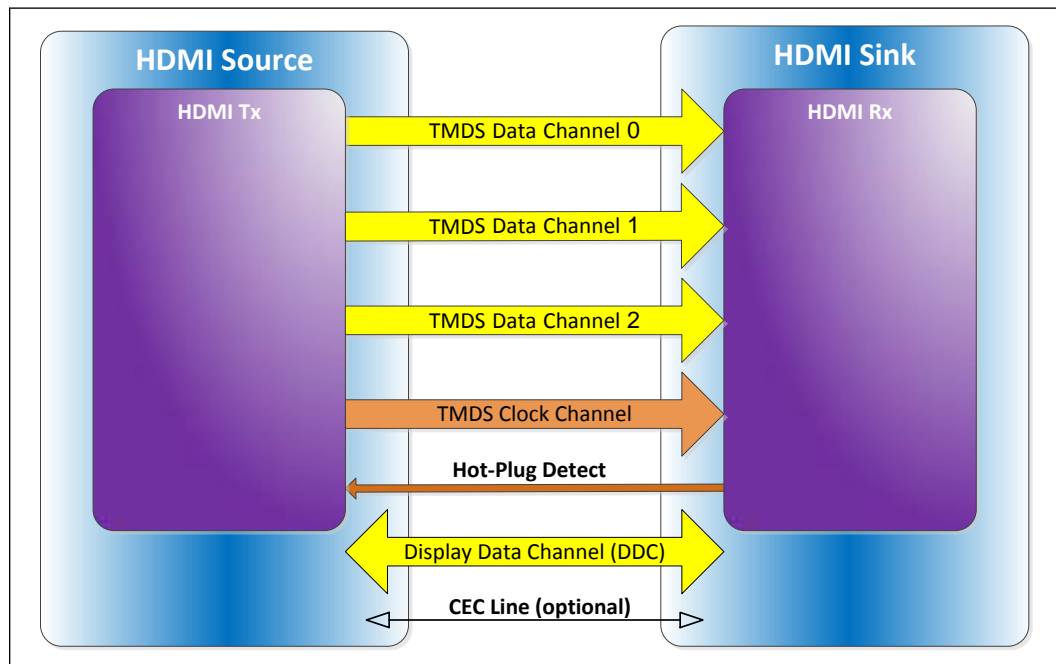 HDMI Source
HDMI Sink
HDMI Tx
HDMI Rx
TMDS Data Channel 0
TMDS Data Channel 1
TMDS Data Channel 2
TMDS Clock Channel
Hot-Plug Detect
Display Data Channel (DDC)
CEC Line (optional)